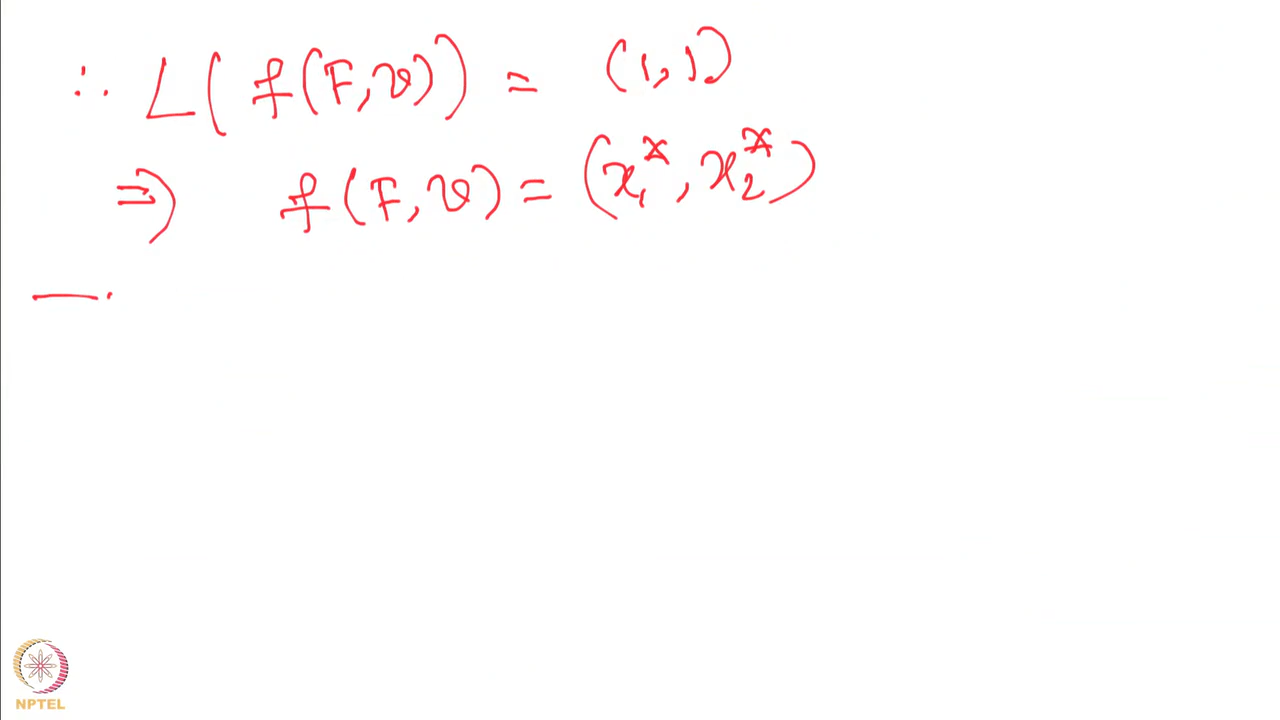 ∴ L(f(F,v)) = (1,1)
⇒ f(F,v) = (x₁*, x₂*)
NPTEL